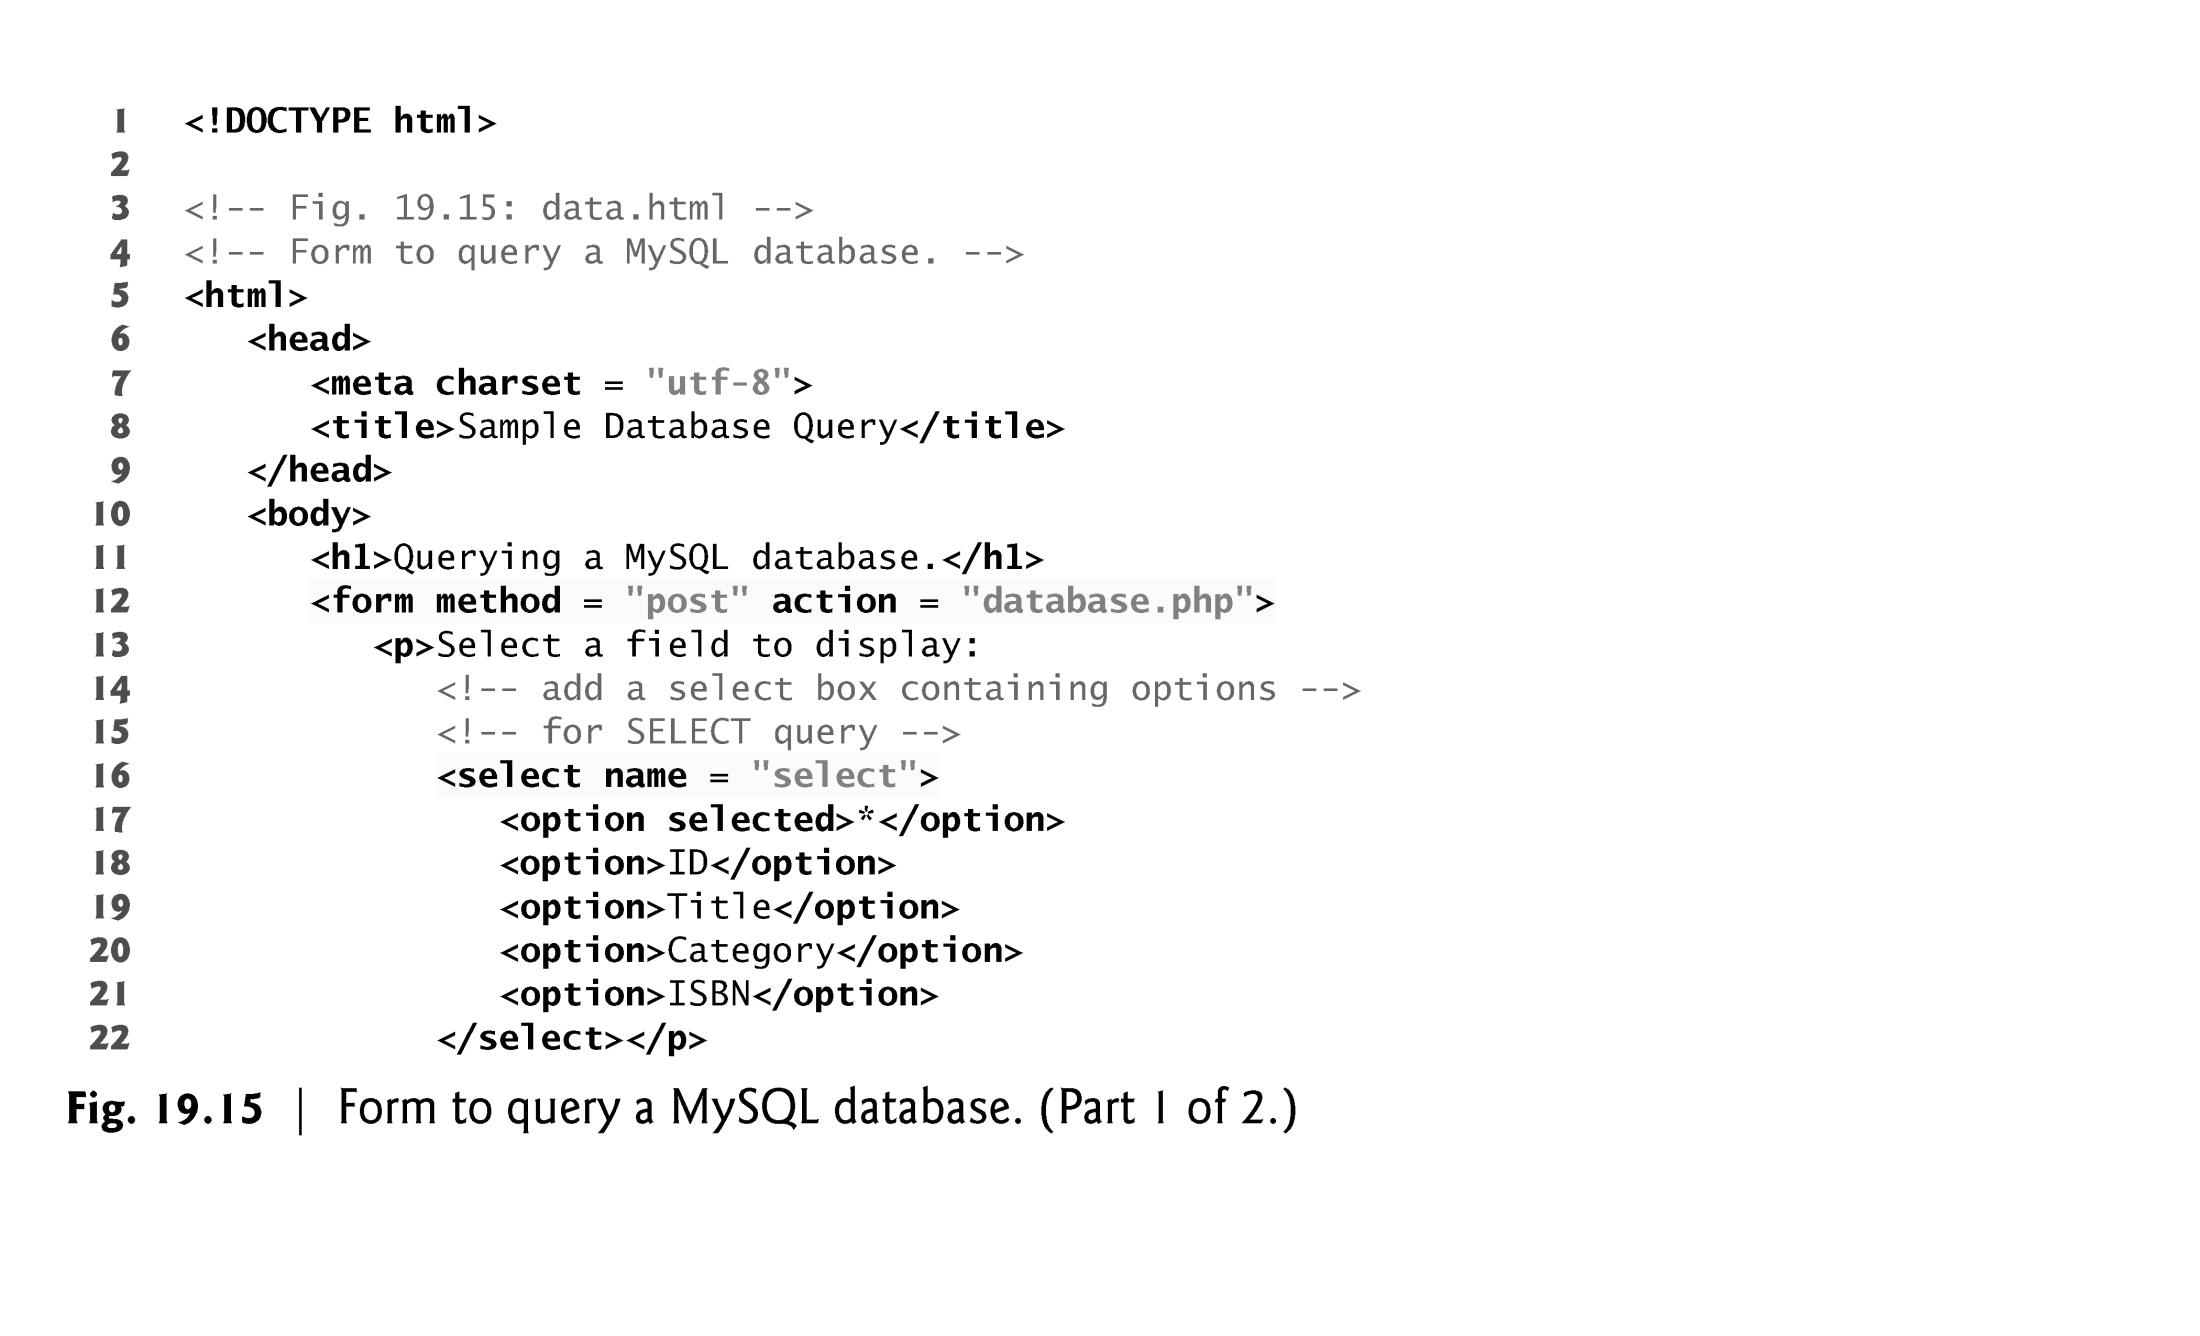 1 <!DOCTYPE html>
2
3 <!-- Fig. 19.15: data.html -->
4 <!-- Form to query a MySQL database. -->
5 <html>
6    <head>
7       <meta charset = "utf-8">
8       <title>Sample Database Query</title>
9    </head>
10    <body>
11       <h1>Querying a MySQL database.</h1>
12       <form method = "post" action = "database.php">
13          <p>Select a field to display:
14             <!-- add a select box containing options -->
15             <!-- for SELECT query -->
16             <select name = "select">
17                <option selected>*</option>
18                <option>ID</option>
19                <option>Title</option>
20                <option>Category</option>
21                <option>ISBN</option>
22             </select></p>
Fig. 19.15 | Form to query a MySQL database. (Part 1 of 2.)